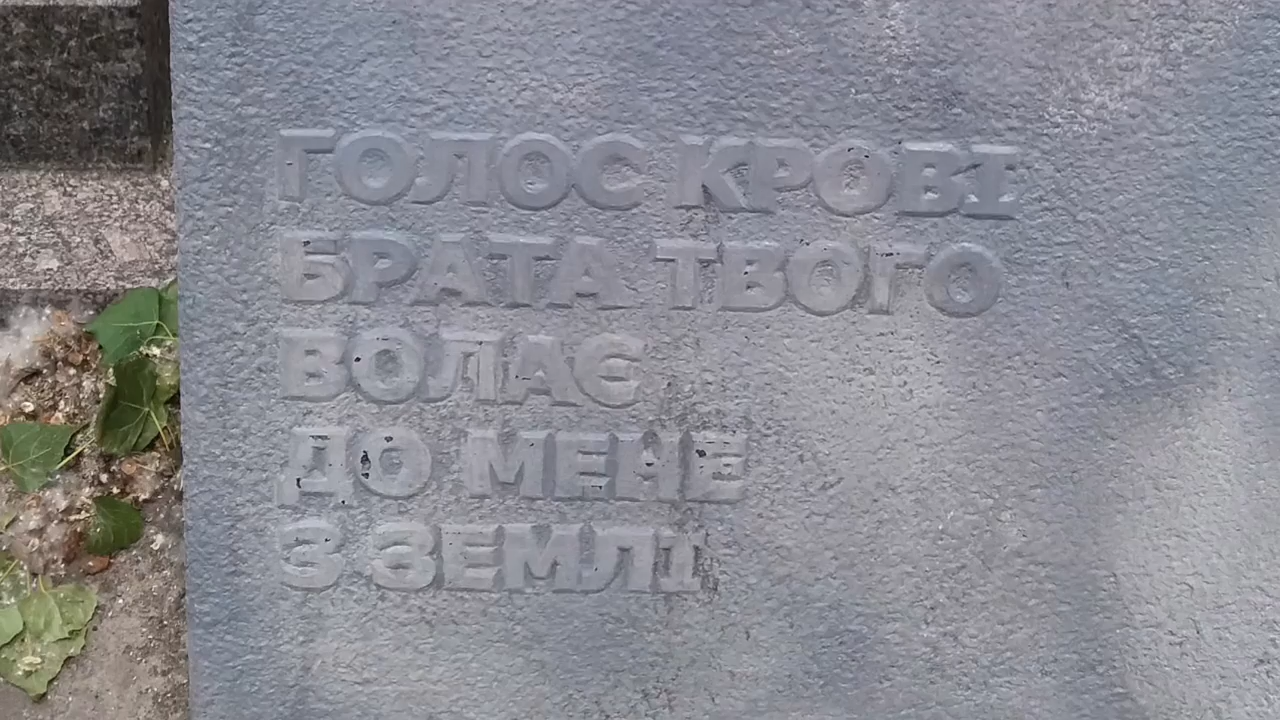 ГОЛОС КРОВІ
БРАТА ТВОГО
ВОЛАЄ
ДО МЕНЕ
З ЗЕМЛІ